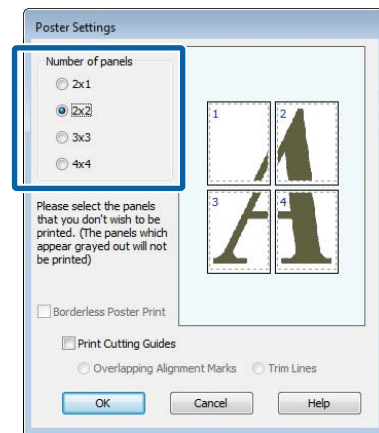 Poster Settings
Number of panels
2x1
2x2
3x3
4x4
1
2
3
4
Please select the panels
that you don't wish to be
printed. (The panels which
appear grayed out will not
be printed)
Borderless Poster Print
Print Cutting Guides
Overlapping Alignment Marks
Trim Lines
OK
Cancel
Help